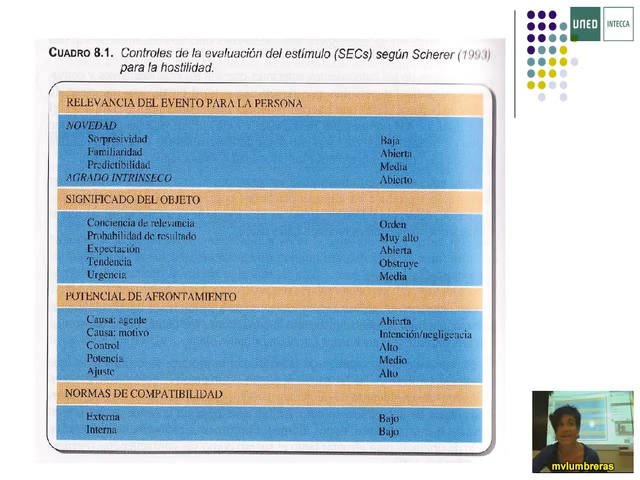 UNED INTECCA
CUADRO 8.1. Controles de la evaluación del estímulo (SECs) según Scherer (1993)
para la hostilidad.
RELEVANCIA DEL EVENTO PARA LA PERSONA
NOVEDAD
Sorpresividad Baja
Familiaridad Abierta
Predictibilidad Media
AGRADO INTRINSECO Abierto
SIGNIFICADO DEL OBJETO
Conciencia de relevancia Orden
Probabilidad de resultado Muy alto
Expectación Abierta
Tendencia Obstruye
Urgencia Media
POTENCIAL DE AFRONTAMIENTO
Causa: agente Abierta
Causa: motivo Intención/negligencia
Control Alto
Potencia Medio
Ajuste Alto
NORMAS DE COMPATIBILIDAD
Externa Bajo
Interna Bajo
mvlumbreras